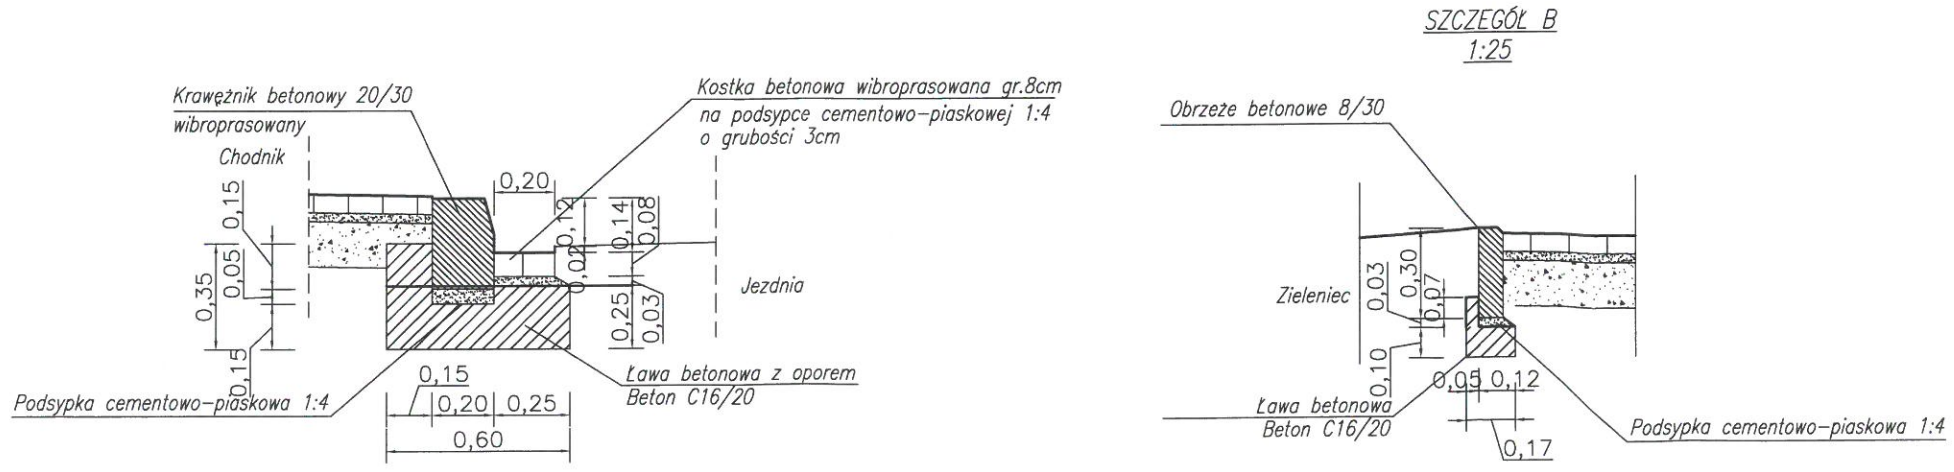 SZCZEGÓŁ B
1:25
Krawężnik betonowy 20/30
wibroprasowany
Chodnik
Kostka betonowa wibroprasowana gr.8cm
na podsypce cementowo-piaskowej 1:4
o grubości 3cm
0,20
0,15
0,05
0,35
0,15
0,12
0,02
0,14
0,08
0,25
0,03
Jezdnia
0,15
0,20
0,25
0,60
Ława betonowa z oporem
Beton C16/20
Podsypka cementowo-piaskowa 1:4
Obrzeże betonowe 8/30
Zieleniec
0,03
0,30
0,07
0,10
0,05
0,12
0,17
Ława betonowa
Beton C16/20
Podsypka cementowo-piaskowa 1:4